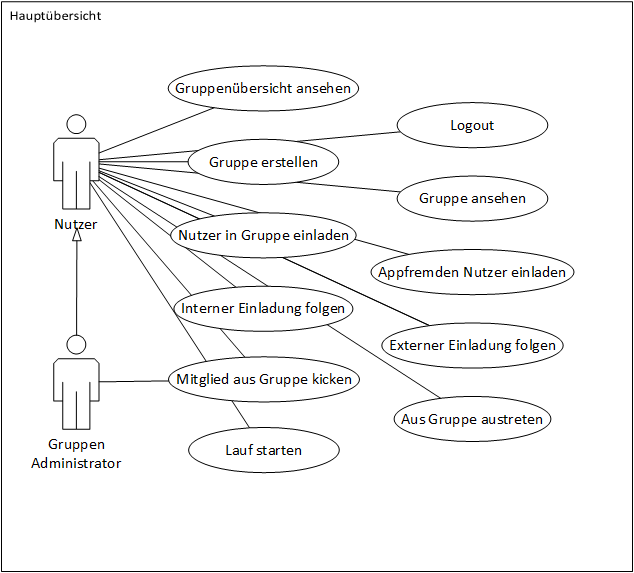 Hauptübersicht
Gruppenübersicht ansehen
Logout
Gruppe erstellen
Gruppe ansehen
Nutzer
Nutzer in Gruppe einladen
Appfremden Nutzer einladen
Interner Einladung folgen
Externer Einladung folgen
Mitglied aus Gruppe kicken
Aus Gruppe austreten
Gruppen
Administrator
Lauf starten